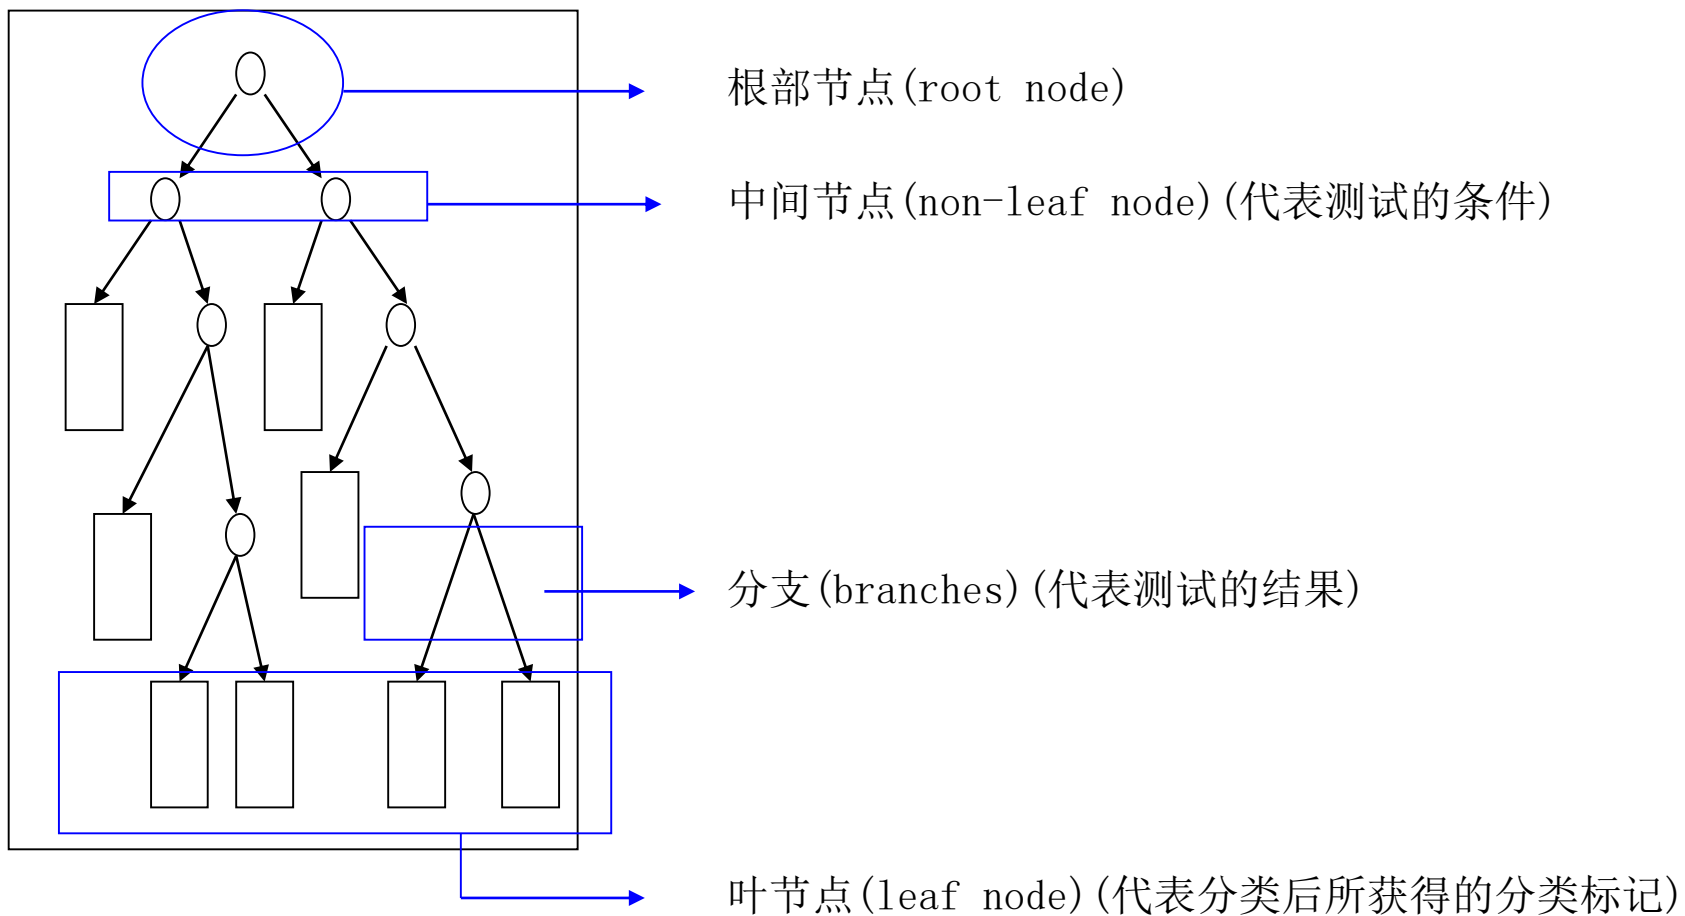 根部节点(root node)
中间节点(non-leaf node)(代表测试的条件)
分支(branches)(代表测试的结果)
叶节点(leaf node)(代表分类后所获得的分类标记)